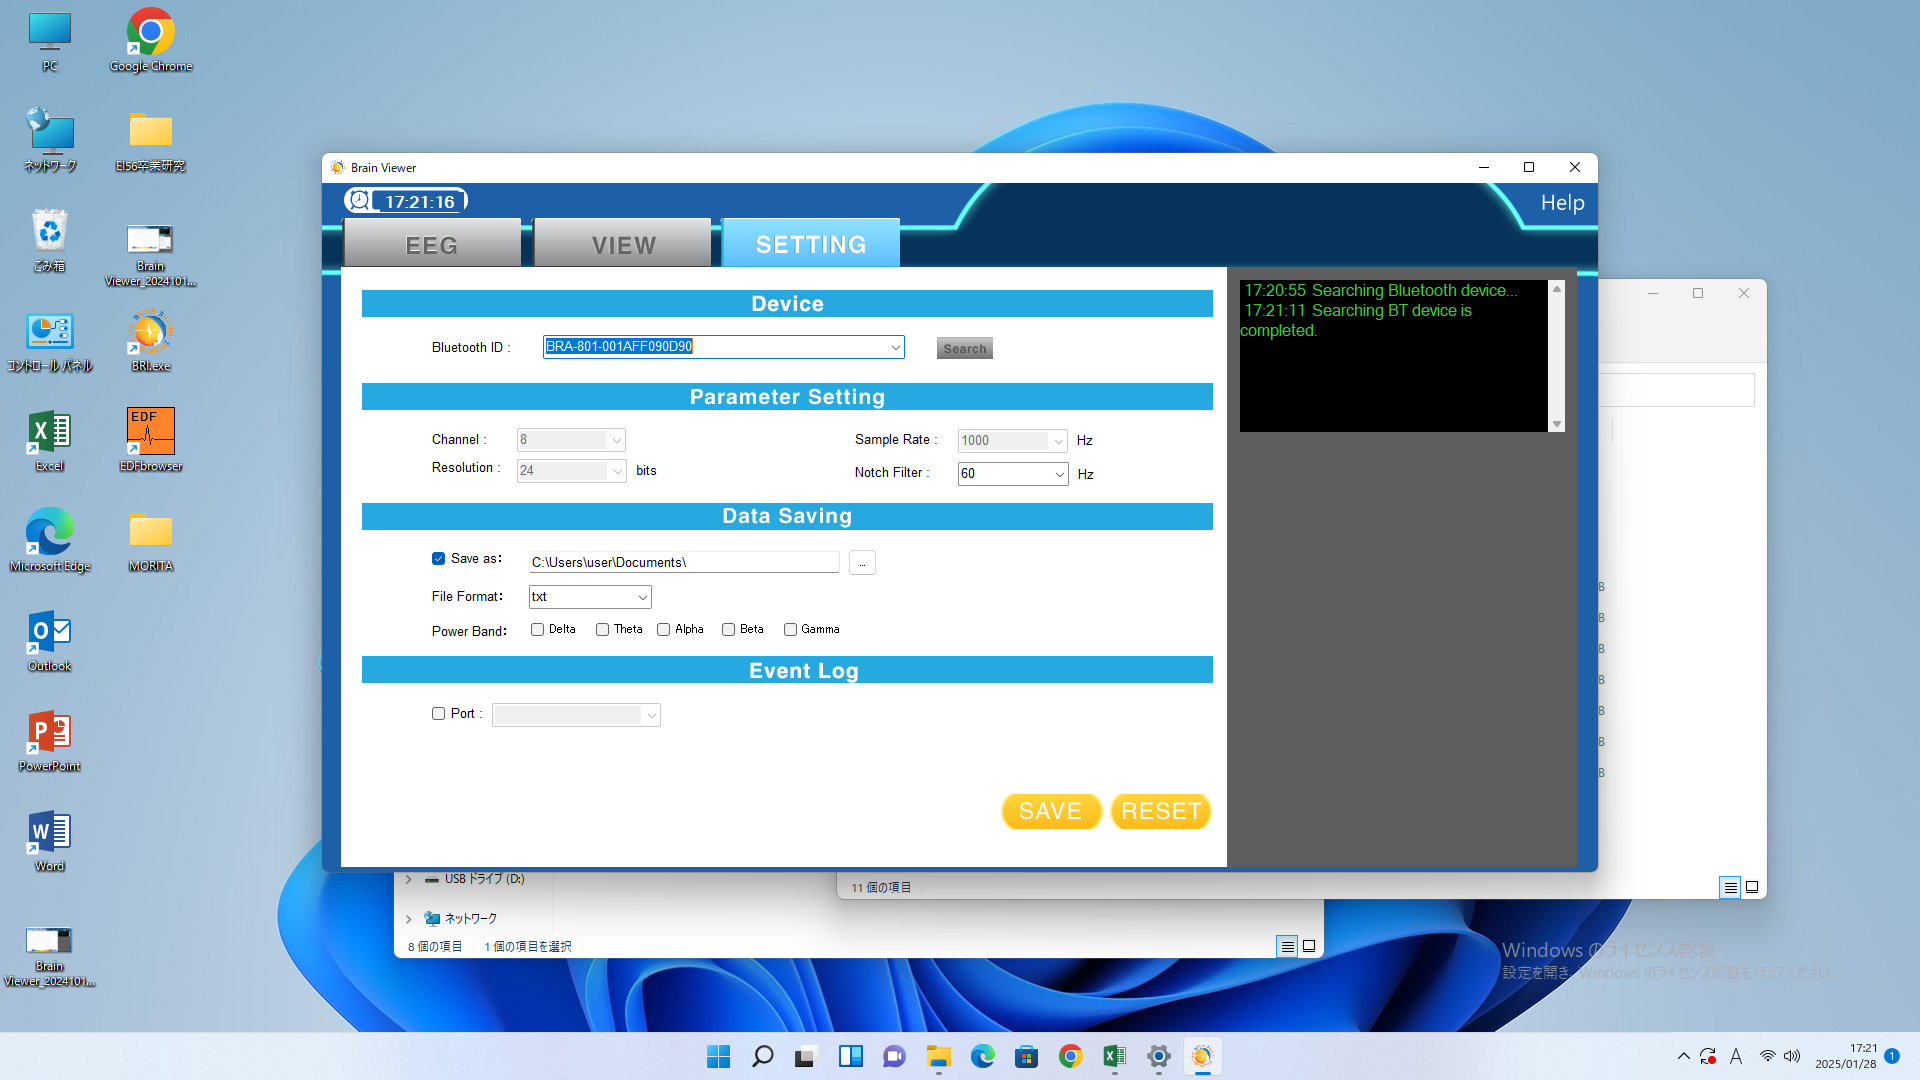 PC
Google Chrome
ネットワーク
EI56卒業研究
ごみ箱
Brain
Viewer_2024101...
コントロール パネル
BRI.exe
Excel
EDF
EDFbrowser
Microsoft Edge
MORITA
Outlook
PowerPoint
Word
Brain
Viewer_2024101...
Brain Viewer
17:21:16
Help
EEG
VIEW
SETTING
Device
Bluetooth ID :
BRA-801-001AFF090D90
Search
Parameter Setting
Channel :
8
Sample Rate :
1000
Hz
Resolution :
24
bits
Notch Filter :
60
Hz
Data Saving
Save as:
C:\Users\user\Documents\
...
File Format:
txt
Power Band:
Delta
Theta
Alpha
Beta
Gamma
Event Log
Port :
SAVE
RESET
17:20:55 Searching Bluetooth device...
17:21:11 Searching BT device is
completed.
B
B
B
B
B
B
B
11 個の項目
USB ドライブ (D:)
ネットワーク
8 個の項目
1 個の項目を選択
Windows のライセンス認証
設定を開き、Windows のライセンス認証を行ってください。
A
17:21
2025/01/28
1